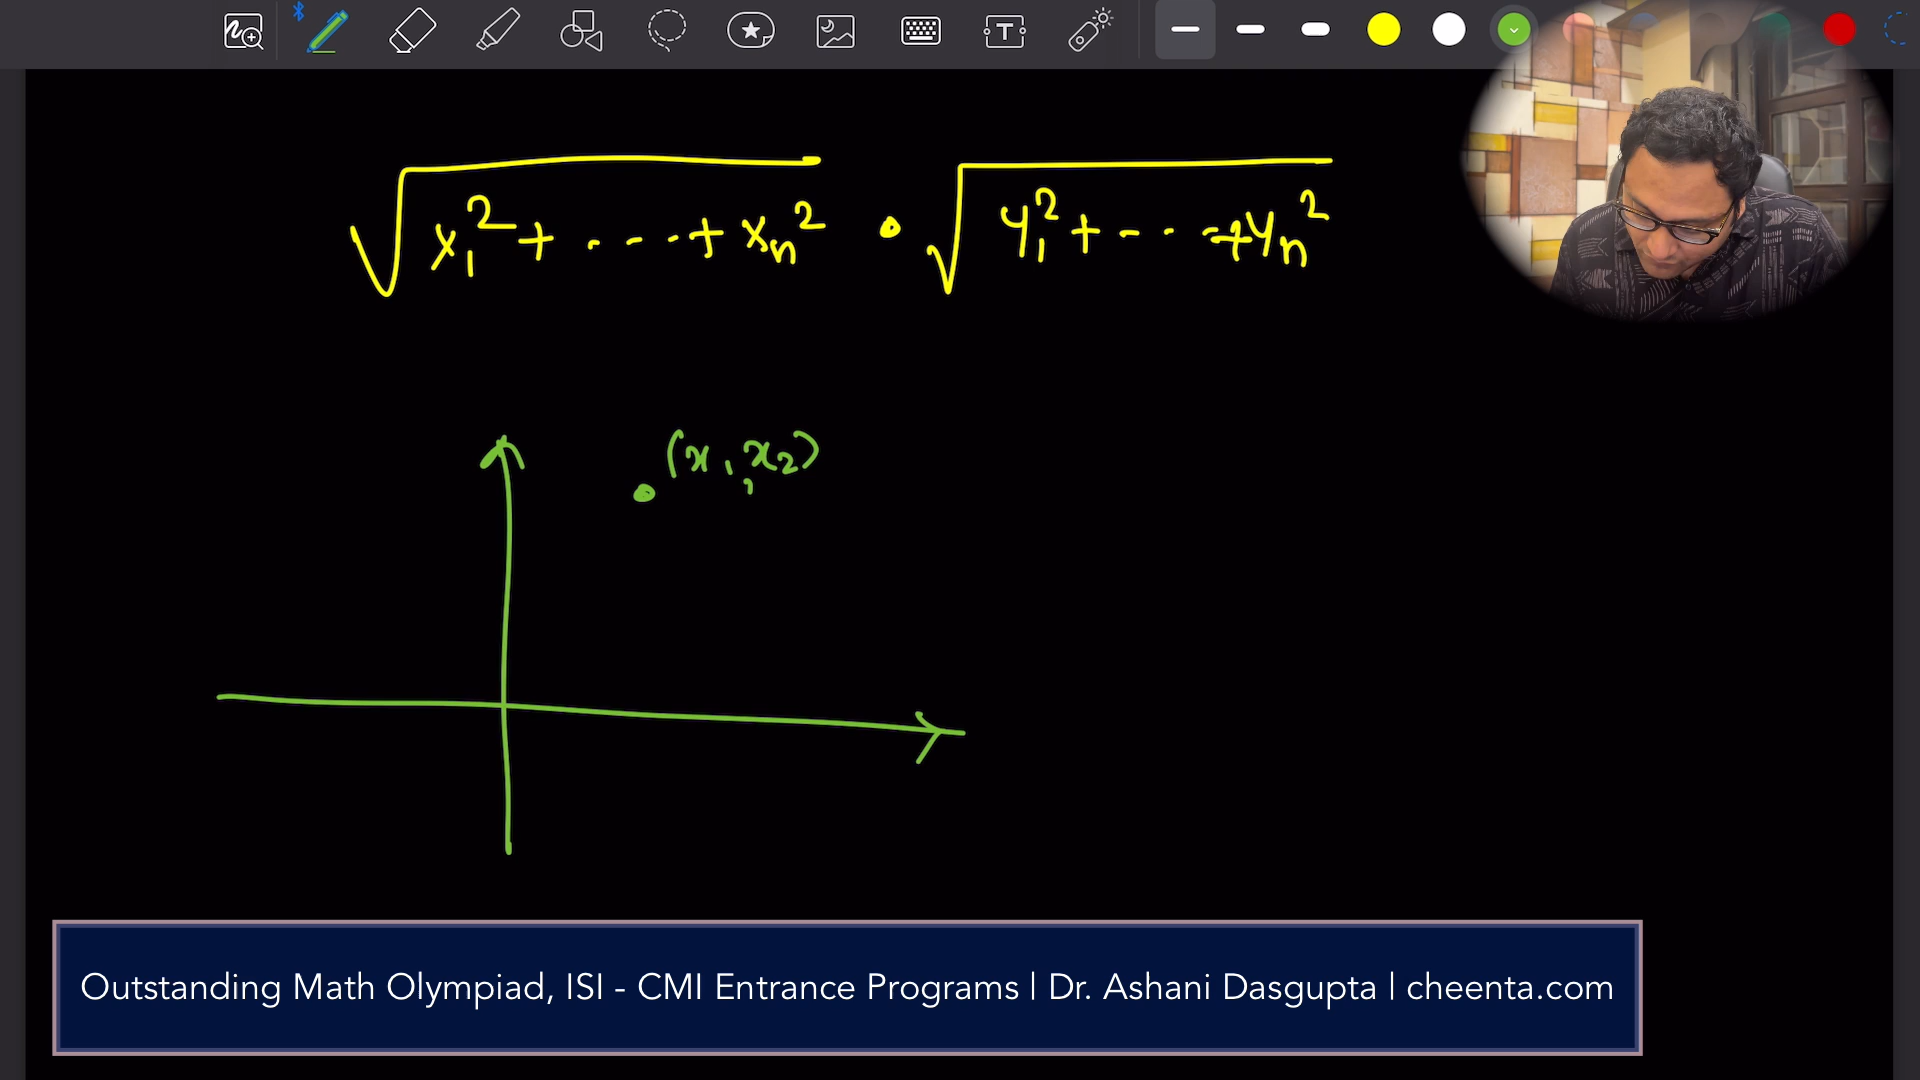 √(x₁² + - - - + xₙ²) • √(y₁² + - - - + yₙ²)
(x₁, x₂)
Outstanding Math Olympiad, ISI - CMI Entrance Programs | Dr. Ashani Dasgupta | cheenta.com